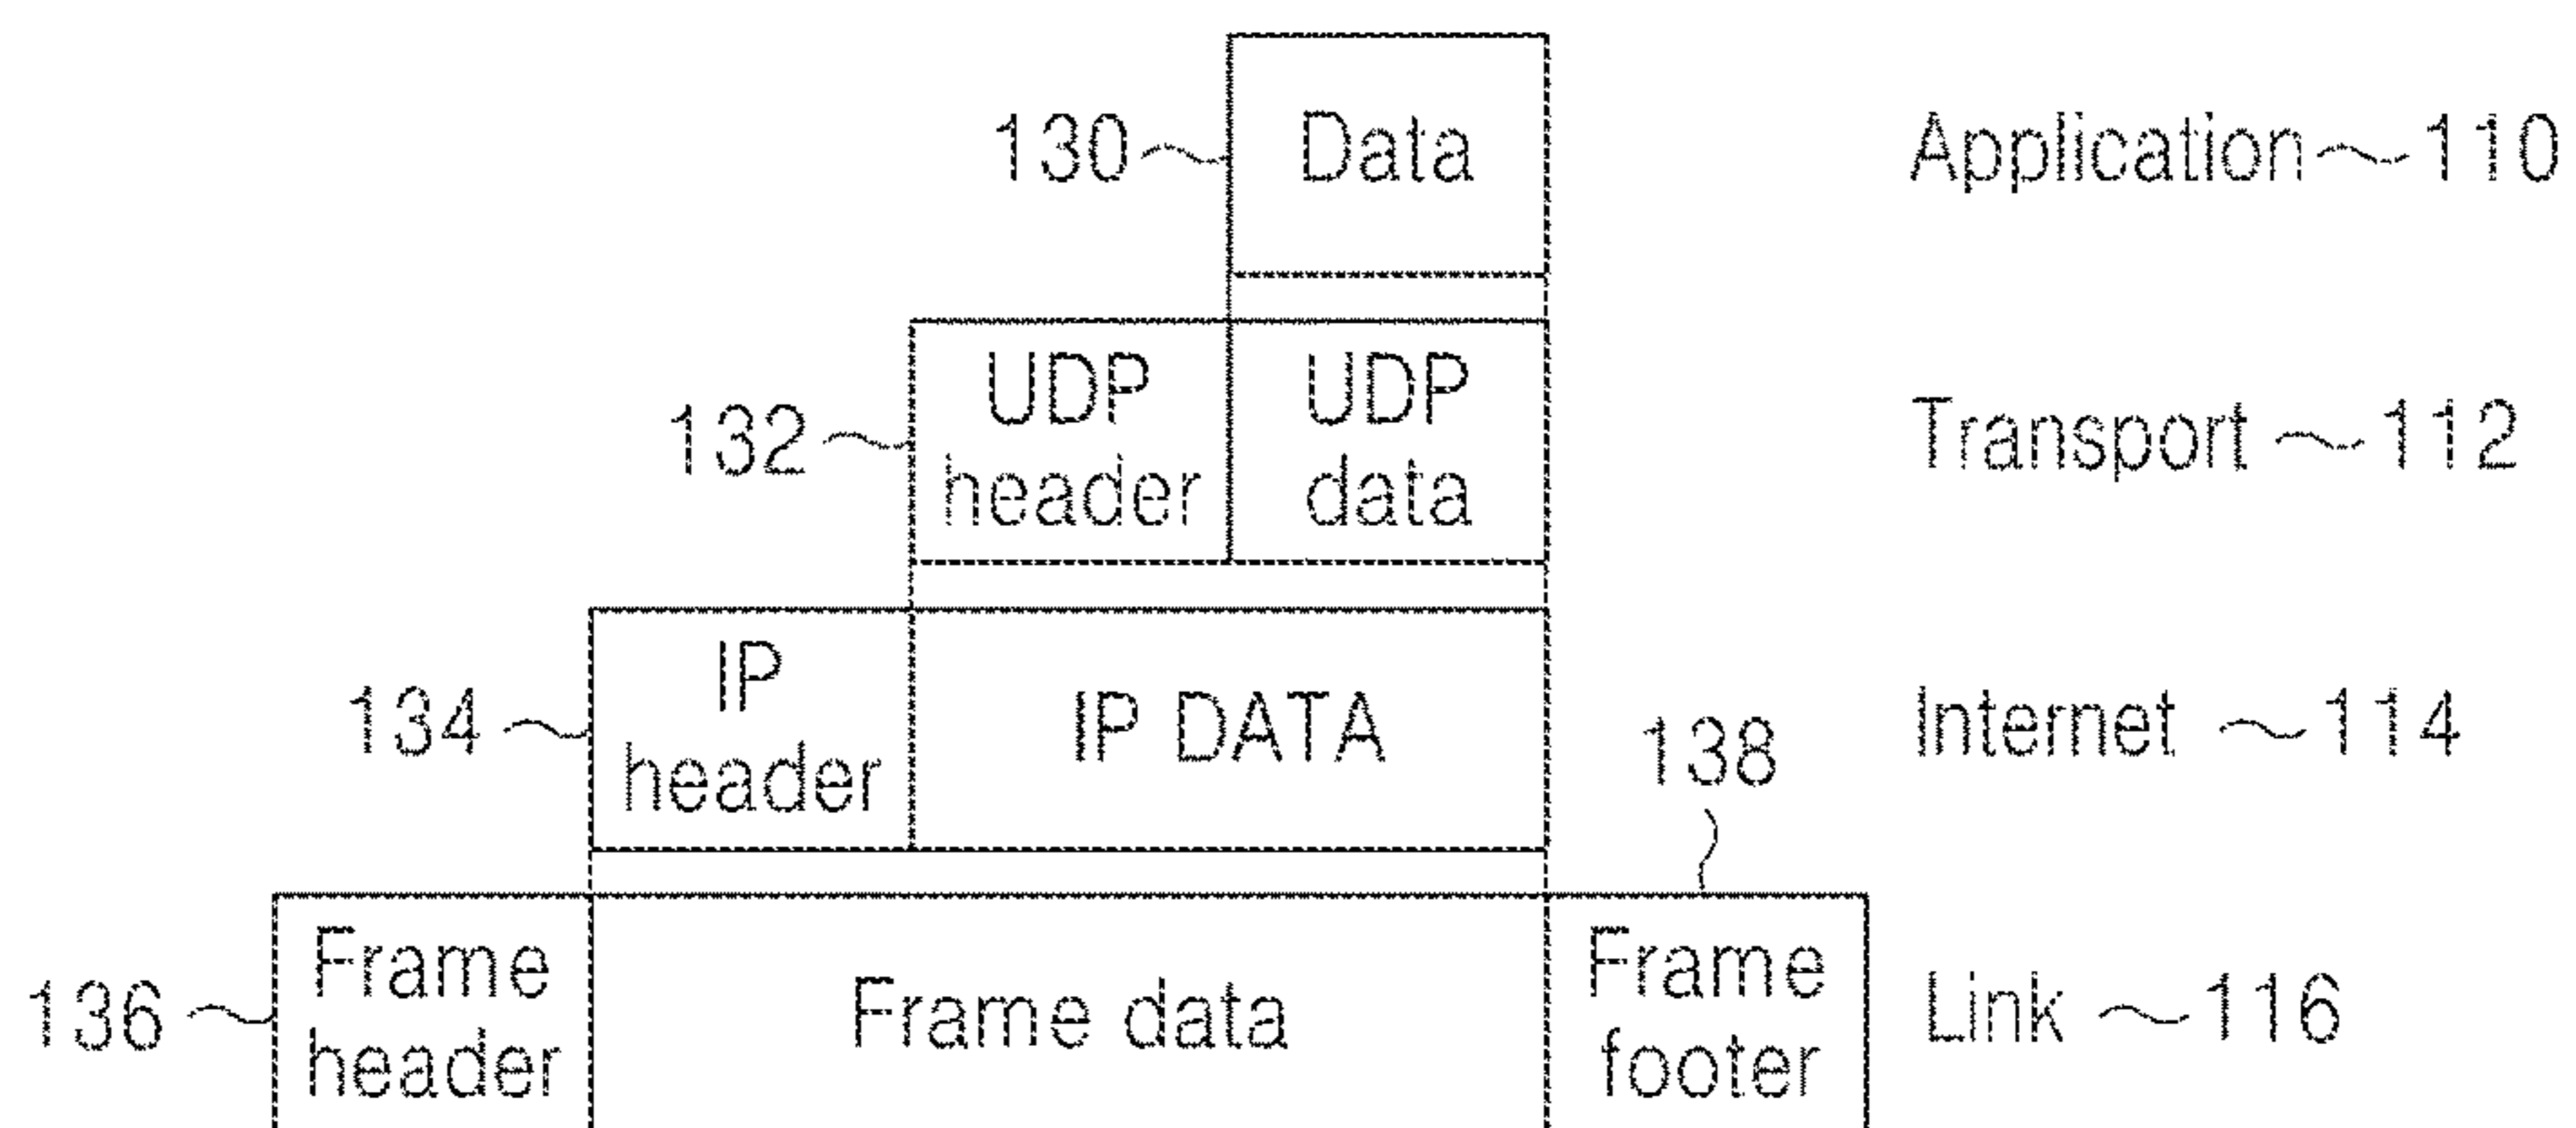 130 Data Application 110
132 UDP header UDP data Transport 112
134 IP header IP DATA Internet 114
138
136 Frame header Frame data Frame footer Link 116